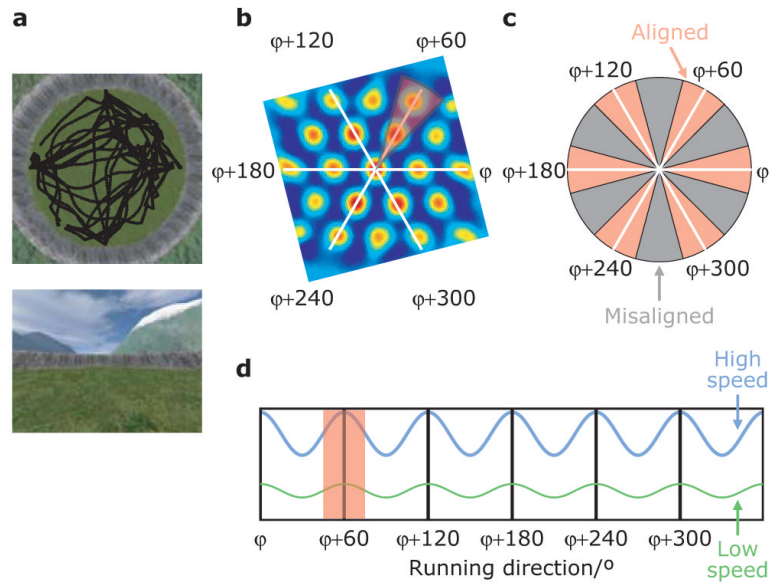 a
b
c
φ+120
φ+60
φ+180
φ
φ+240
φ+300
Aligned
φ+120
φ+60
φ+180
φ
φ+240
φ+300
Misaligned
d
High
speed
φ
φ+60
φ+120
φ+180
φ+240
φ+300
Low
speed
Running direction/º